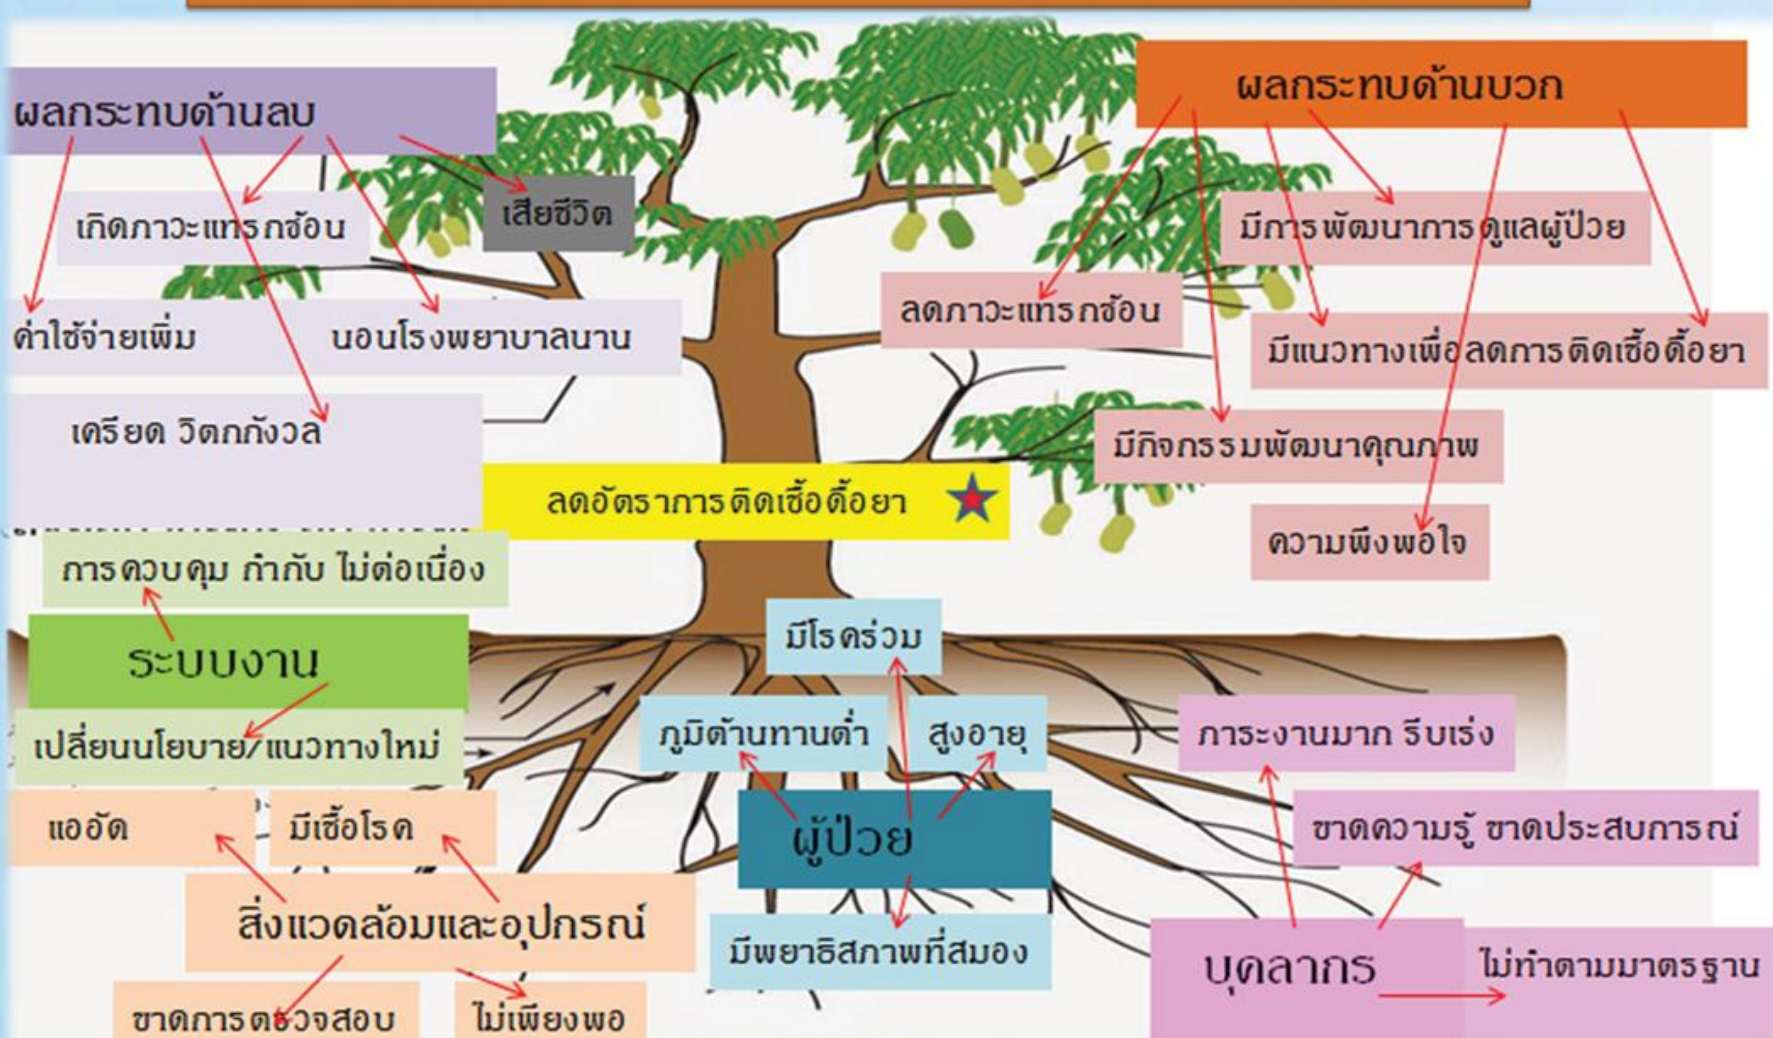 ผลกระทบด้านลบ
ผลกระทบด้านบวก
เกิดภาวะแทรกซ้อน
เสียชีวิต
มีการพัฒนาการดูแลผู้ป่วย
ค่าใช้จ่ายเพิ่ม
นอนโรงพยาบาลนาน
ลดภาวะแทรกซ้อน
มีแนวทางเพื่อลดการติดเชื้อดื้อยา
เครียด วิตกกังวล
มีกิจกรรมพัฒนาคุณภาพ
ลดอัตราการติดเชื้อดื้อยา
ความพึงพอใจ
การควบคุม กำกับ ไม่ต่อเนื่อง
ระบบงาน
เปลี่ยนนโยบาย/แนวทางใหม่
มีโรคร่วม
ภูมิต้านทานต่ำ
สูงอายุ
ผู้ป่วย
มีพยาธิสภาพที่สมอง
ภาระงานมาก รีบเร่ง
ขาดความรู้ ขาดประสบการณ์
บุคลากร
ไม่ทำตามมาตรฐาน
แออัด
มีเชื้อโรค
สิ่งแวดล้อมและอุปกรณ์
ขาดการตรวจสอบ
ไม่เพียงพอ